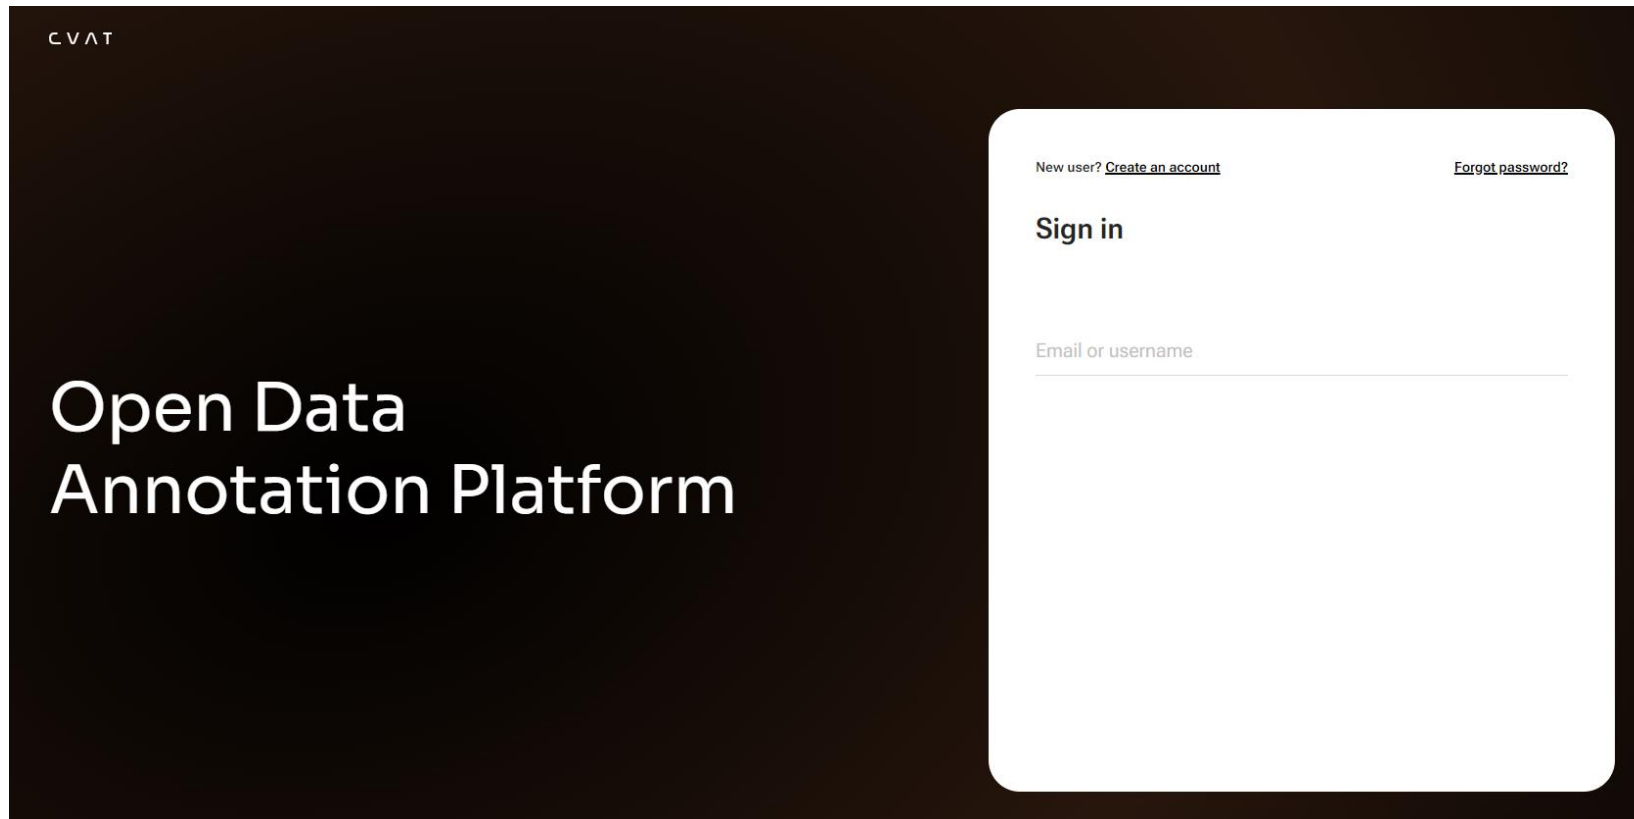 CVAT
New user? Create an account
Forgot password?
Sign in
Email or username
Open Data
Annotation Platform